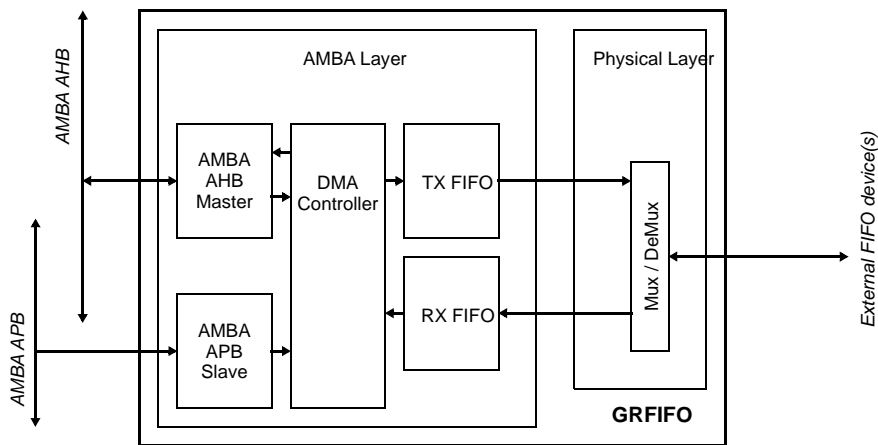 AMBA AHB
AMBA Layer
Physical Layer
AMBA
AHB
Master
DMA
Controller
TX FIFO
Mux / DeMux
External FIFO device(s)
AMBA APB
AMBA
APB
Slave
RX FIFO
GRFIFO